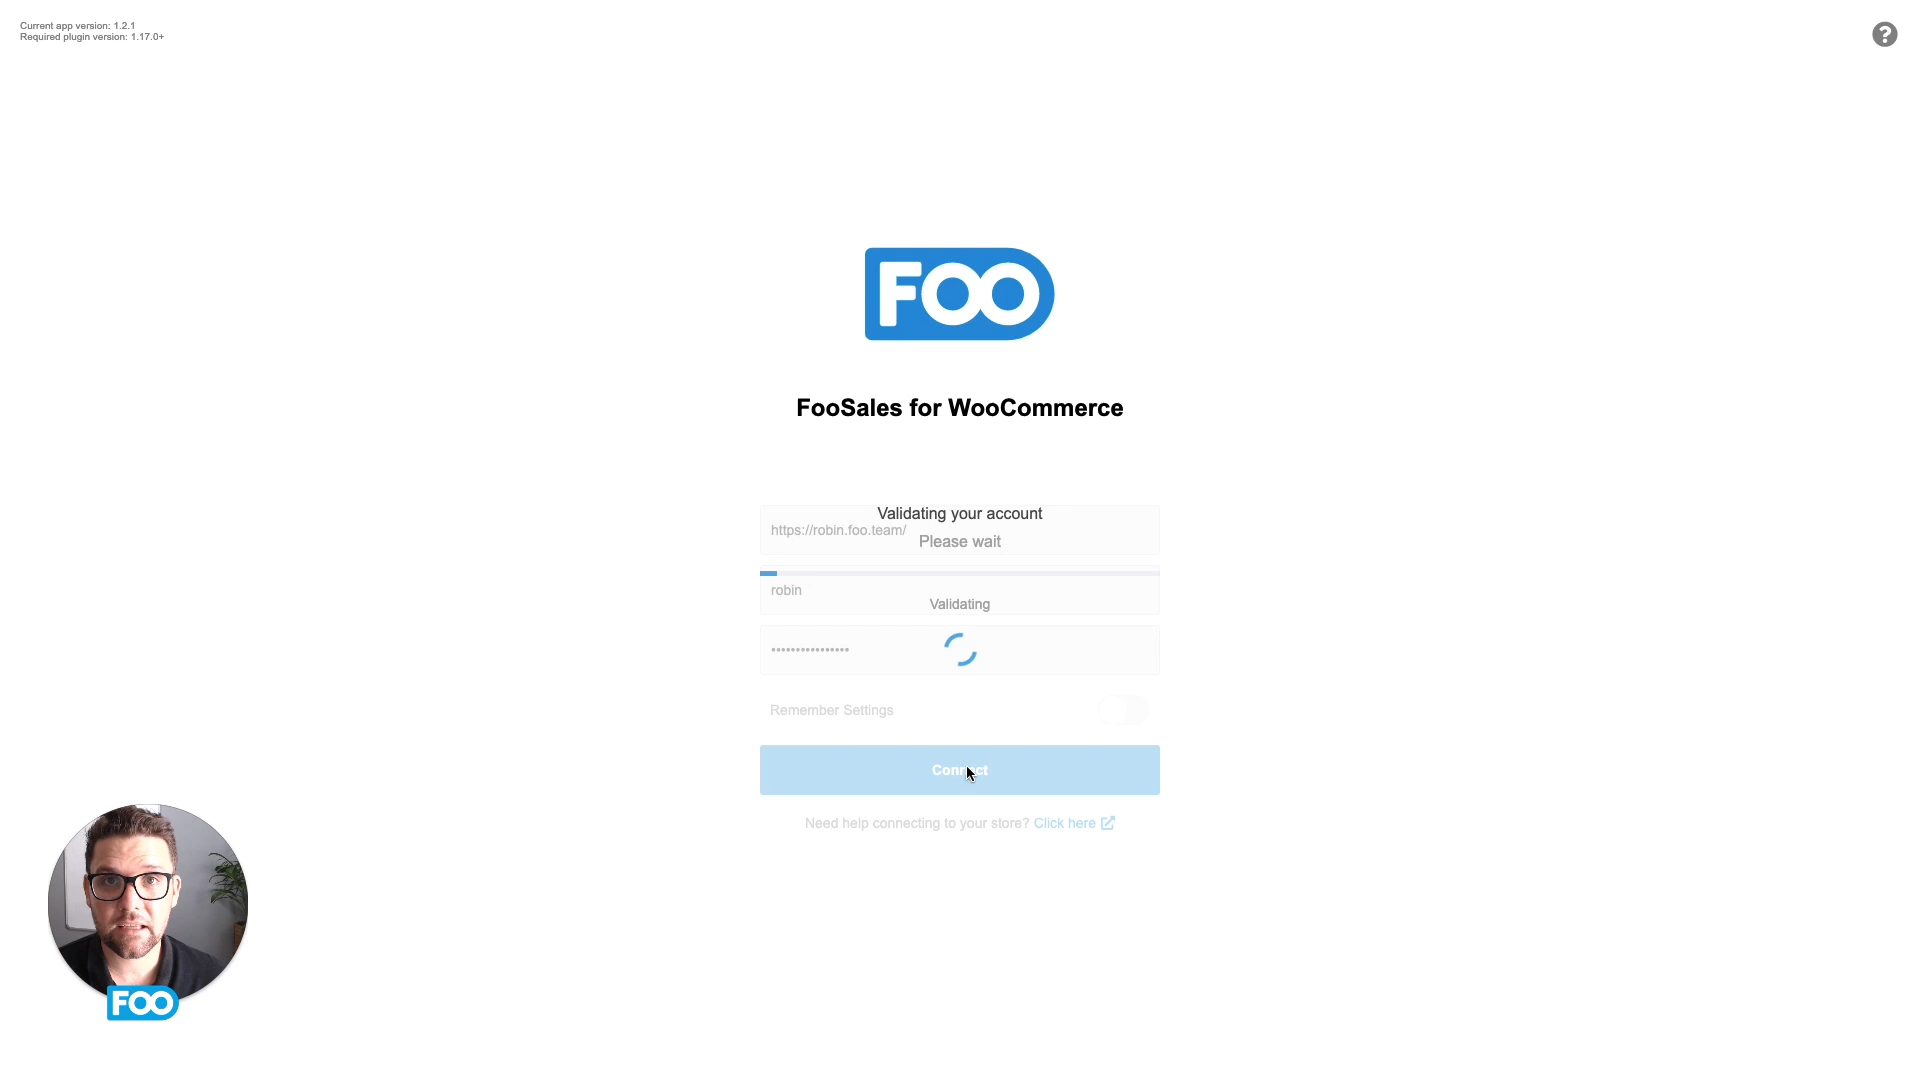 Current app version: 1.2.1
Required plugin version: 1.17.0+
FOO
FooSales for WooCommerce
Validating your account
https://robin.foo.team/
Please wait
robin
Validating
••••••••••••••••
Remember Settings
Connect
Need help connecting to your store? Click here
FOO